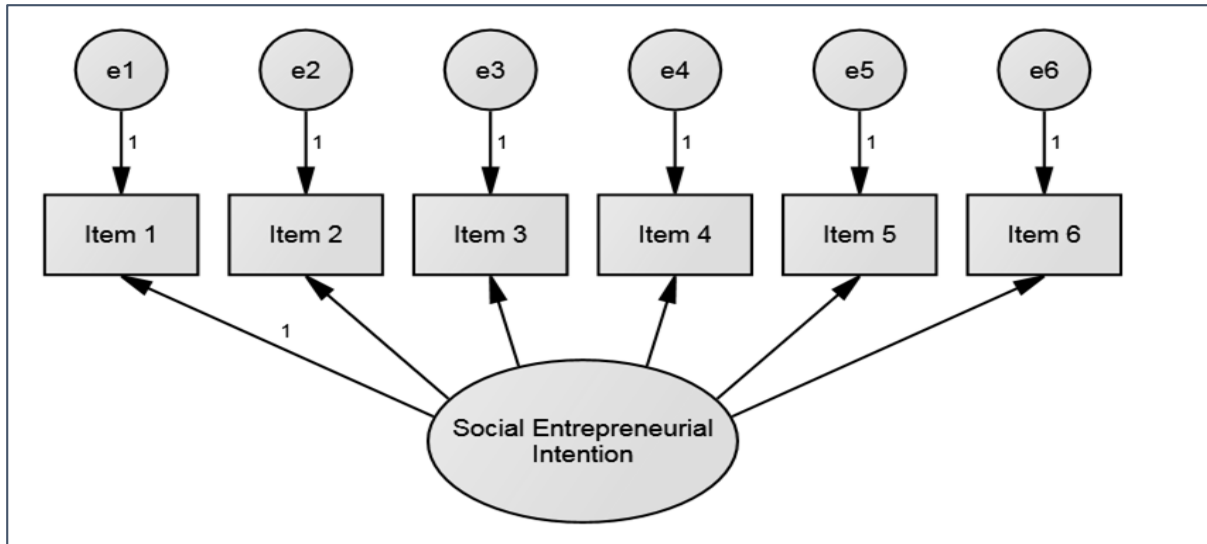 e1 e2 e3 e4 e5 e6
1 1 1 1 1 1
Item 1 Item 2 Item 3 Item 4 Item 5 Item 6
1
Social Entrepreneurial
Intention